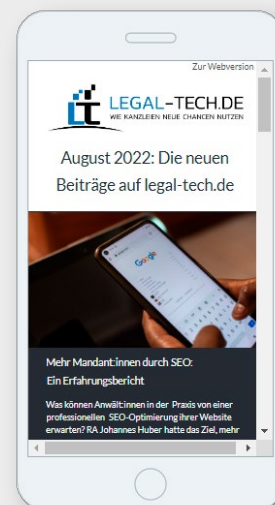 Zur Webversion
LEGAL-TECH.DE
WIE KANZLEIEN NEUE CHANCEN NUTZEN
August 2022: Die neuen
Beiträge auf legal-tech.de
Google
Mehr Mandant:innen durch SEO:
Ein Erfahrungsbericht
Was können Anwält:innen in der Praxis von einer
professionellen SEO-Optimierung ihrer Website
erwarten? RA Johannes Huber hatte das Ziel, mehr